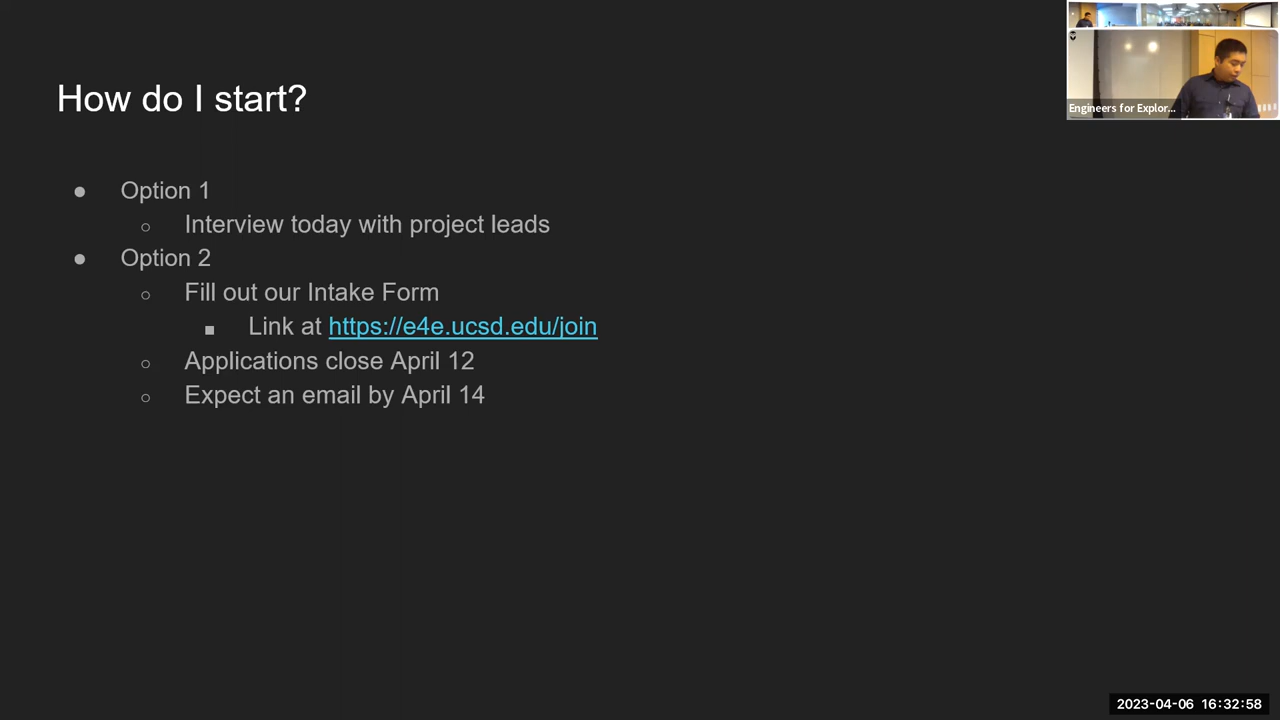 How do I start?
● Option 1
○ Interview today with project leads
● Option 2
○ Fill out our Intake Form
■ Link at https://e4e.ucsd.edu/join
○ Applications close April 12
○ Expect an email by April 14
Engineers for Explor...
2023-04-06 16:32:58